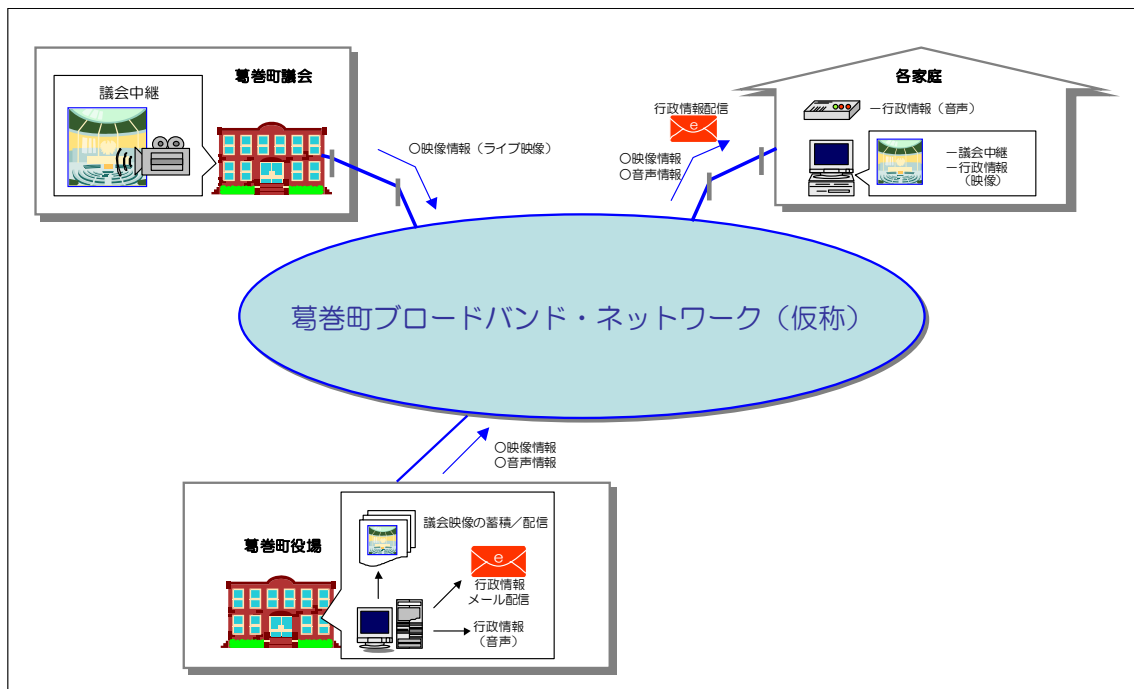 葛巻町議会
議会中継
○映像情報（ライブ映像）
行政情報配信
e
○映像情報
○音声情報
各家庭
－行政情報（音声）
－議会中継
－行政情報
（映像）
葛巻町ブロードバンド・ネットワーク（仮称）
○映像情報
○音声情報
葛巻町役場
議会映像の蓄積／配信
e
行政情報
メール配信
行政情報
（音声）